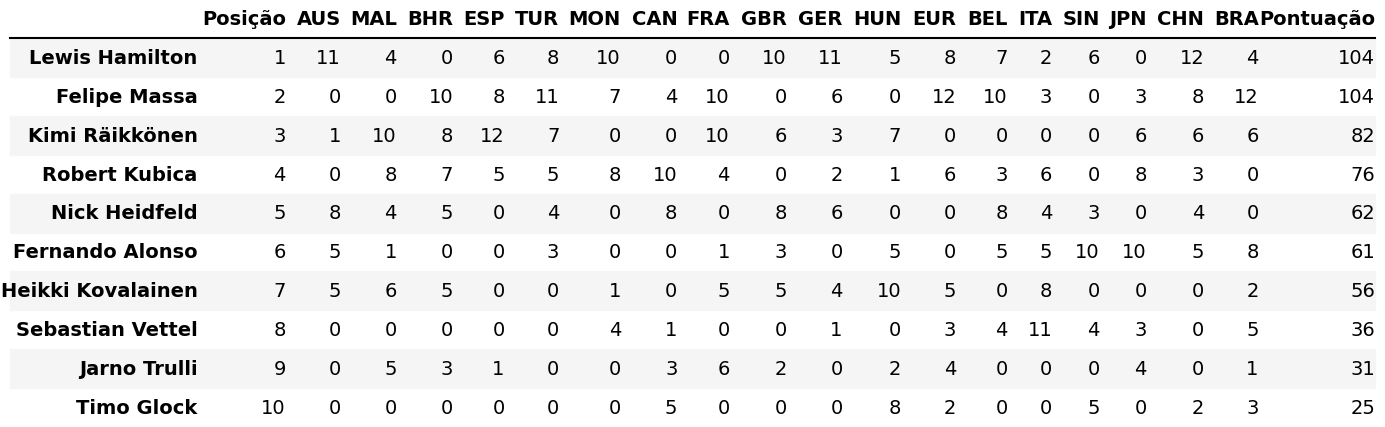 Posição AUS MAL BHR ESP TUR MON CAN FRA GBR GER HUN EUR BEL ITA SIN JPN CHN BRA Pontuação
Lewis Hamilton 1 11 4 0 6 8 10 0 0 10 11 5 8 7 2 6 0 12 4 104
Felipe Massa 2 0 0 10 8 11 7 4 10 0 6 0 12 10 3 0 3 8 12 104
Kimi Räikkönen 3 1 10 8 12 7 0 0 10 6 3 7 0 0 0 0 6 6 6 82
Robert Kubica 4 0 8 7 5 5 8 10 4 0 2 1 6 3 6 0 8 3 0 76
Nick Heidfeld 5 8 4 5 0 4 0 8 0 8 6 0 0 8 4 3 0 4 0 62
Fernando Alonso 6 5 1 0 0 3 0 0 1 3 0 5 0 5 5 10 10 5 8 61
Heikki Kovalainen 7 5 6 5 0 0 1 0 5 5 4 10 5 0 8 0 0 0 2 56
Sebastian Vettel 8 0 0 0 0 0 4 1 0 0 1 0 3 4 11 4 3 0 5 36
Jarno Trulli 9 0 5 3 1 0 0 3 6 2 0 2 4 0 0 0 4 0 1 31
Timo Glock 10 0 0 0 0 0 0 5 0 0 0 8 2 0 0 5 0 2 3 25